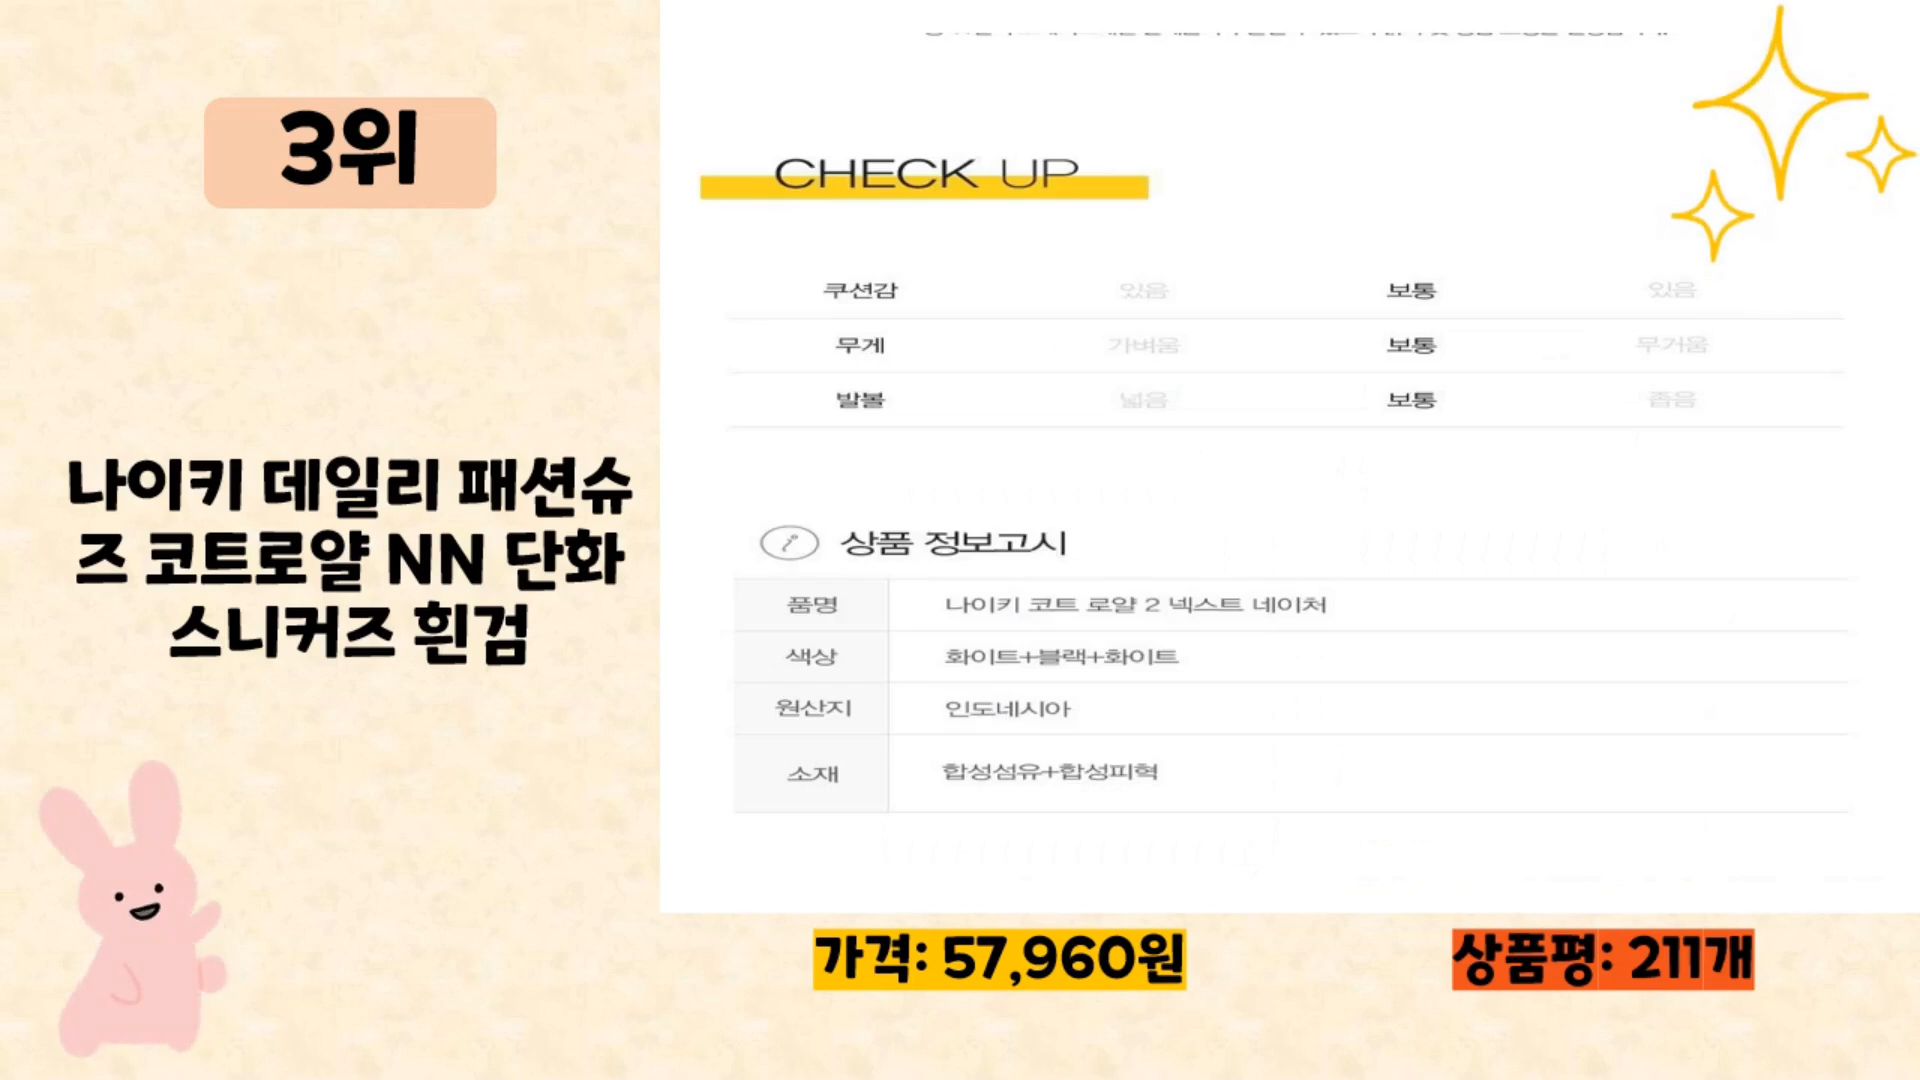 3위
나이키 데일리 패션슈
즈 코트로얄 NN 단화
스니커즈 흰검
CHECK UP
쿠션감 있음 보통 있음
무게 가벼움 보통 무거움
발볼 넓음 보통 좁음
상품 정보고시
품명 나이키 코트 로얄 2 넥스트 네이처
색상 화이트+블랙+화이트
원산지 인도네시아
소재 합성섬유+합성피혁
가격: 57,960원
상품평: 211개